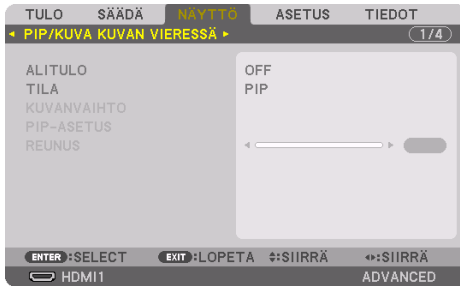 TULO SÄÄDÄ NÄYTTÖ ASETUS TIEDOT
PIP/KUVA KUVAN VIERESSÄ 1/4
ALITULO OFF
TILA PIP
KUVANVAIHTO
PIP-ASETUS
REUNUS
ENTER :SELECT EXIT :LOPETA :SIIRRÄ :SIIRRÄ
HDMI1 ADVANCED